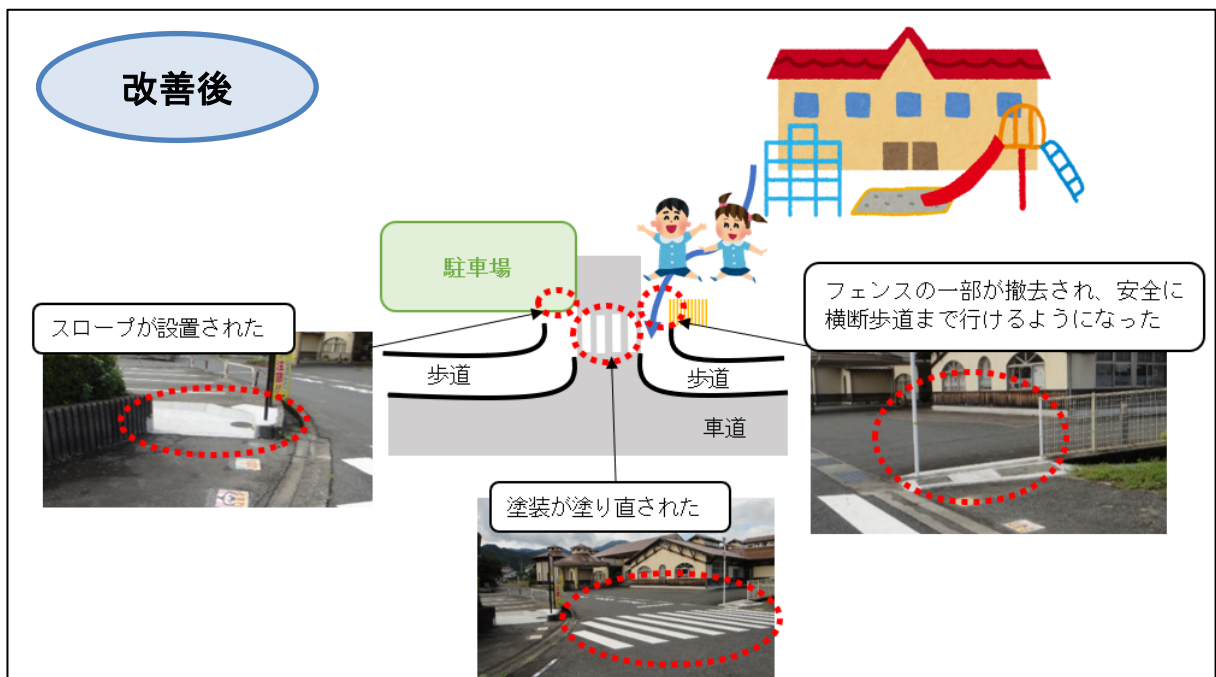 改善後
駐車場
フェンスの一部が撤去され、安全に
横断歩道まで行けるようになった
スロープが設置された
歩道
歩道
車道
塗装が塗り直された